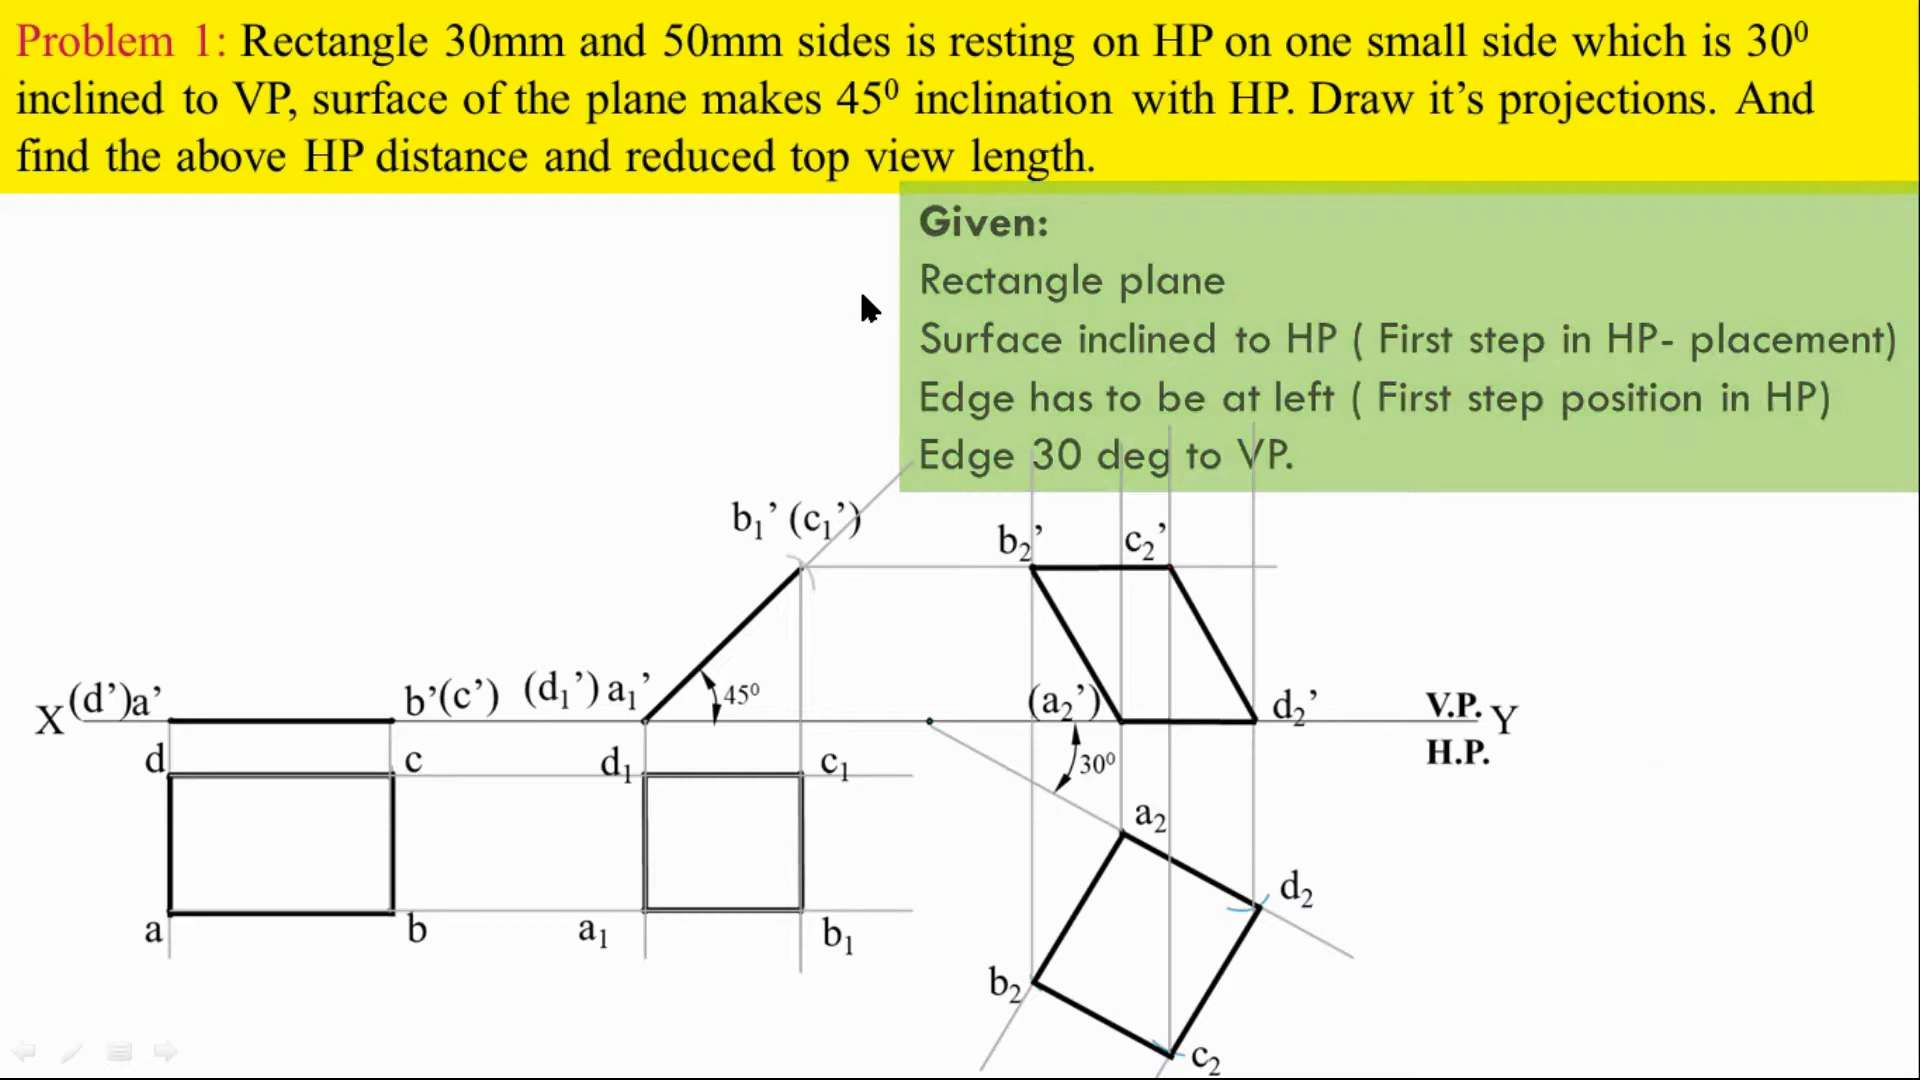 Problem 1: Rectangle 30mm and 50mm sides is resting on HP on one small side which is 30⁰
inclined to VP, surface of the plane makes 45⁰ inclination with HP. Draw it’s projections. And
find the above HP distance and reduced top view length.
Given:
Rectangle plane
Surface inclined to HP ( First step in HP- placement)
Edge has to be at left ( First step position in HP)
Edge 30 deg to VP.
b₁’ (c₁’)
b₂’ c₂’
X (d’)a’ b’(c’) (d₁’) a₁’ 45⁰ (a₂’) d₂’ V.P. Y
H.P.
d c d₁ c₁ 30⁰
a₂
d₂
a b a₁ b₁
b₂
c₂